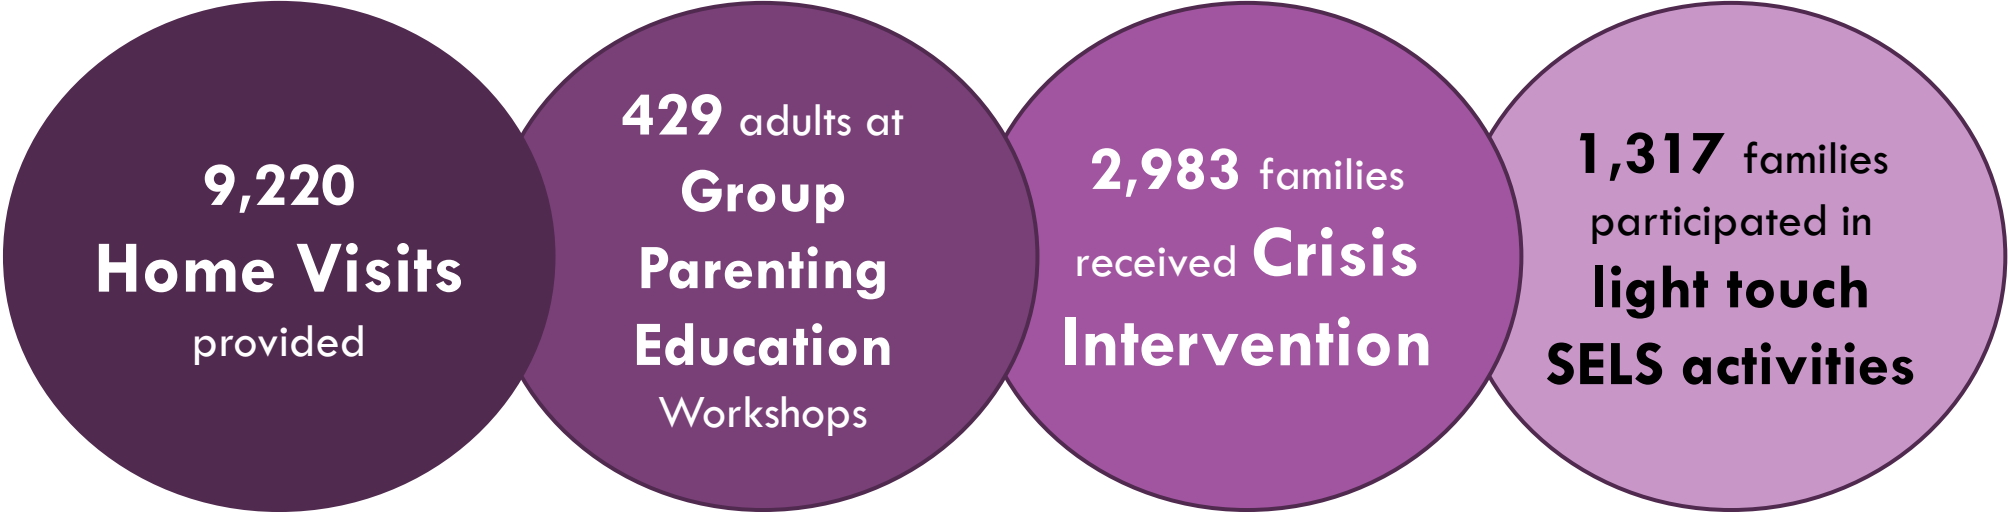 9,220
Home Visits
provided
429 adults at
Group
Parenting
Education
Workshops
2,983 families
received Crisis
Intervention
1,317 families
participated in
light touch
SELS activities